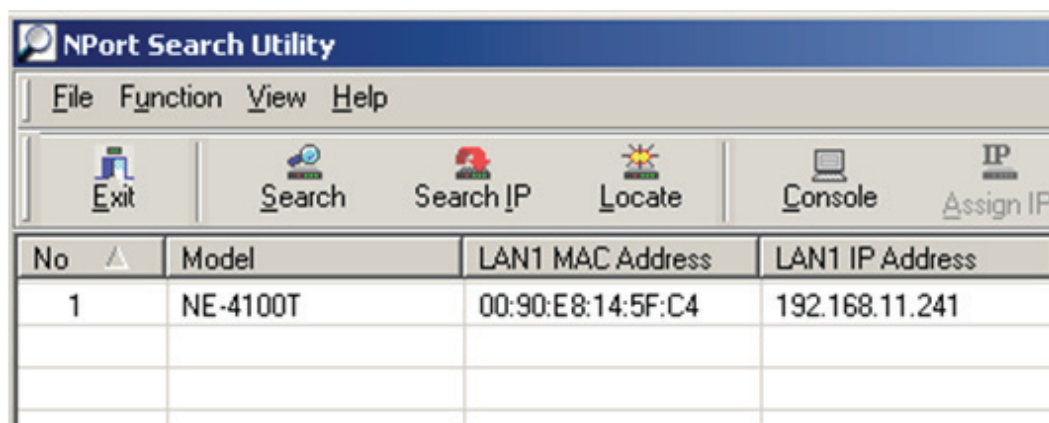 NPort Search Utility
File Function View Help
Exit Search Search IP Locate Console Assign IP
No Model LAN1 MAC Address LAN1 IP Address
1 NE-4100T 00:90:E8:14:5F:C4 192.168.11.241